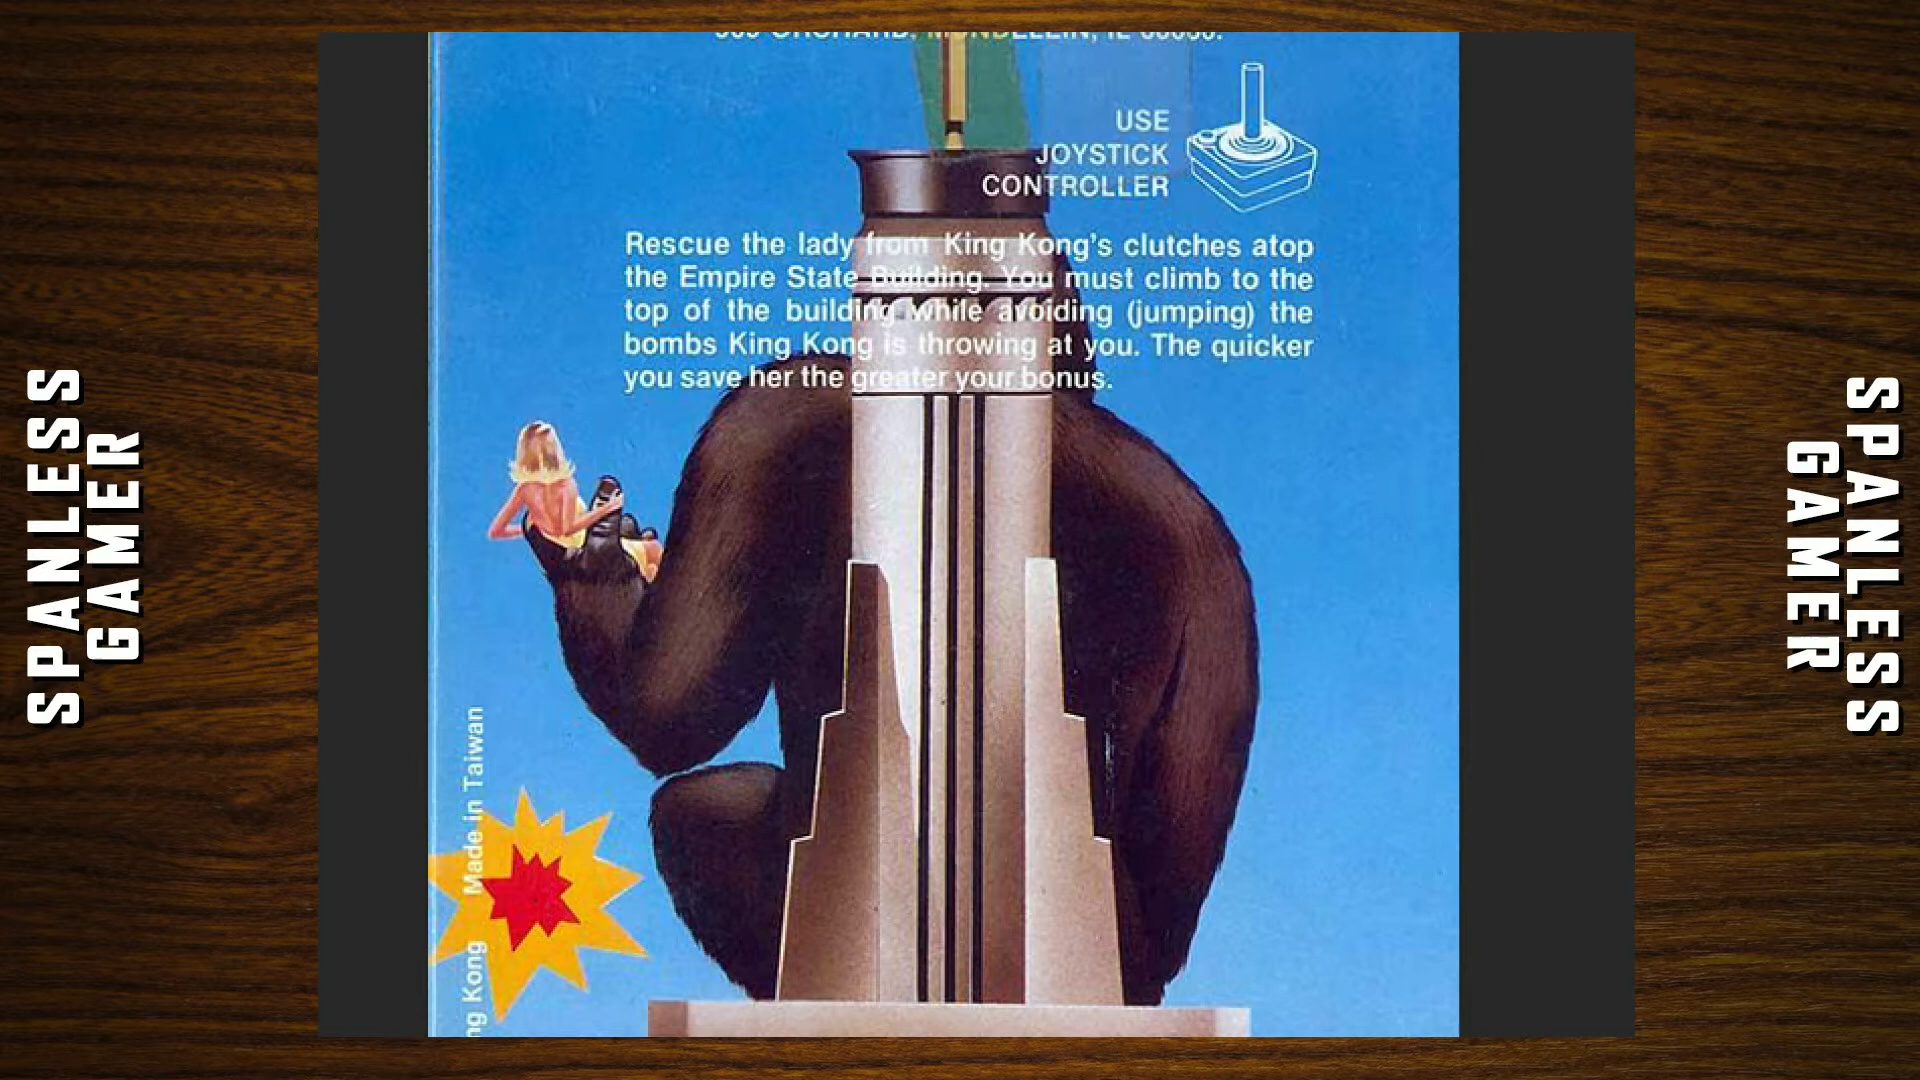 USE
JOYSTICK
CONTROLLER
Rescue the lady from King Kong's clutches atop
the Empire State Building. You must climb to the
top of the building while avoiding (jumping) the
bombs King Kong is throwing at you. The quicker
you save her the greater your bonus.
Made in Taiwan
Kong
SPANLESS
GAMER
SPANLESS
GAMER